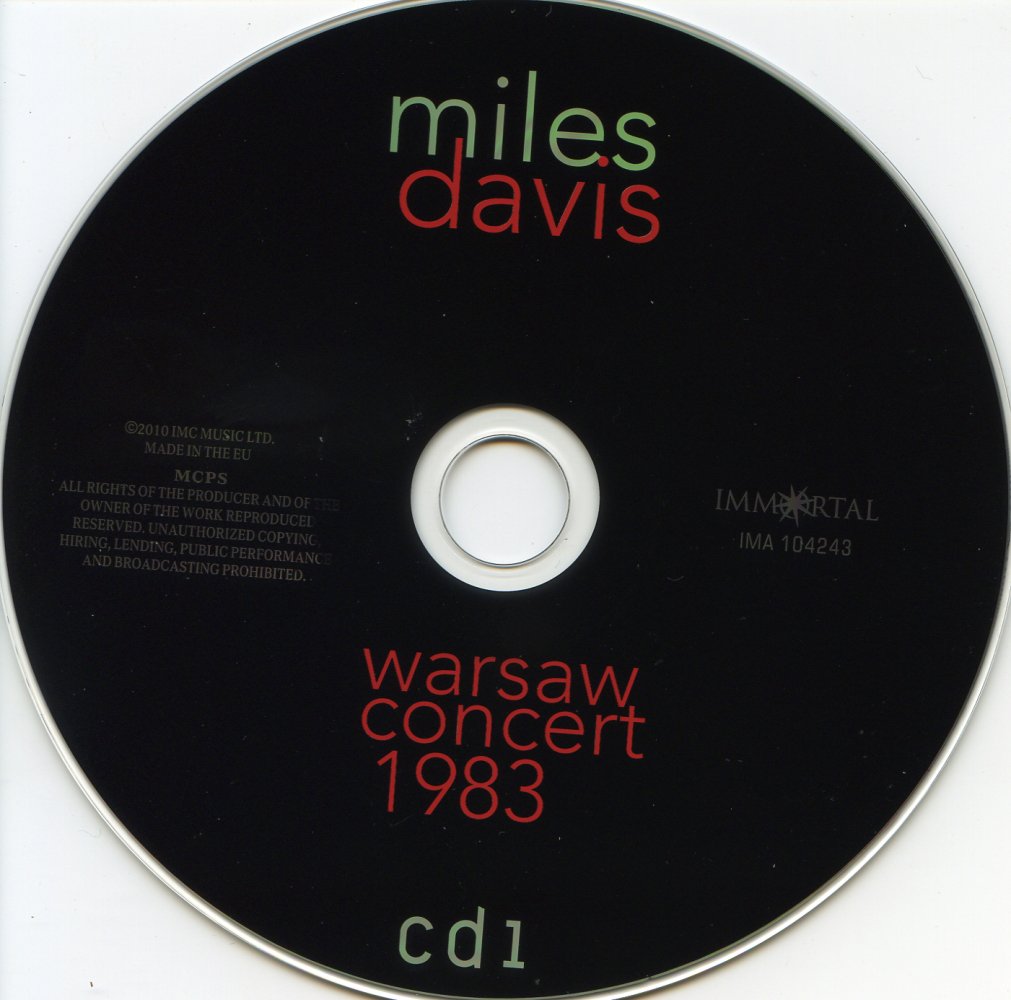 miles
davis
©2010 IMC MUSIC LTD.
MADE IN THE EU
MCPS
ALL RIGHTS OF THE PRODUCER AND OF THE
OWNER OF THE WORK REPRODUCED
RESERVED. UNAUTHORIZED COPYING,
HIRING, LENDING, PUBLIC PERFORMANCE
AND BROADCASTING PROHIBITED.
IMMORTAL
IMA 104243
warsaw
concert
1983
cd1